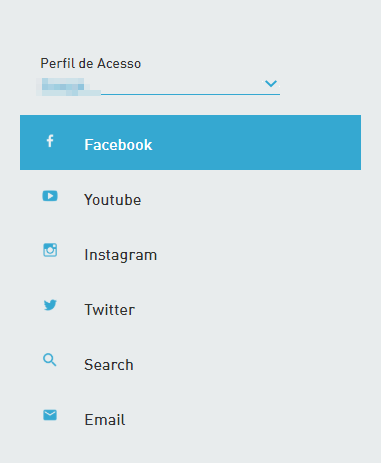 Perfil de Acesso
Facebook
Youtube
Instagram
Twitter
Search
Email